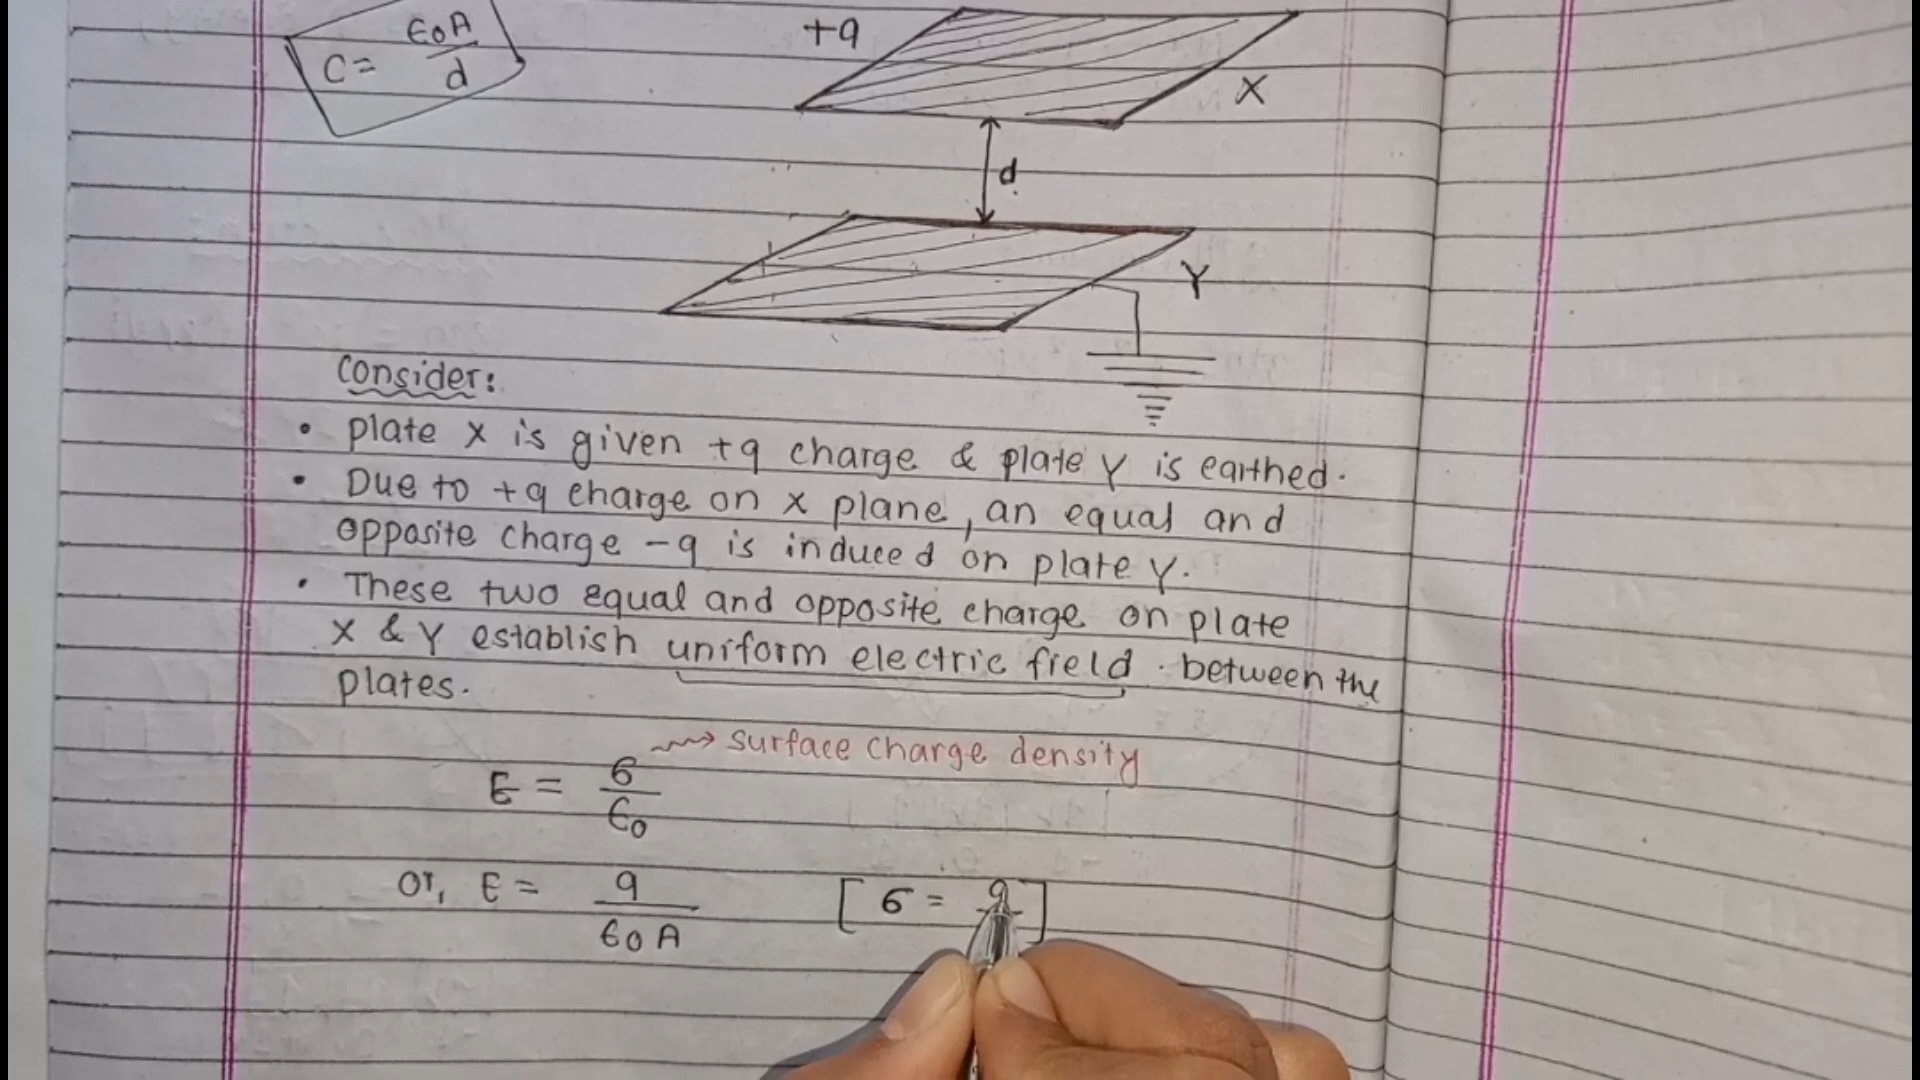 C = ϵ0A / d
+q
X
d
Y
Consider:
• plate X is given +q charge & plate Y is earthed.
• Due to +q charge on X plane, an equal and
opposite charge -q is induced on plate Y.
• These two equal and opposite charge on plate
X & Y establish uniform electric field between the
plates.
surface charge density
E = σ / ϵ0
or, E = q / ϵ0 A [ σ = q